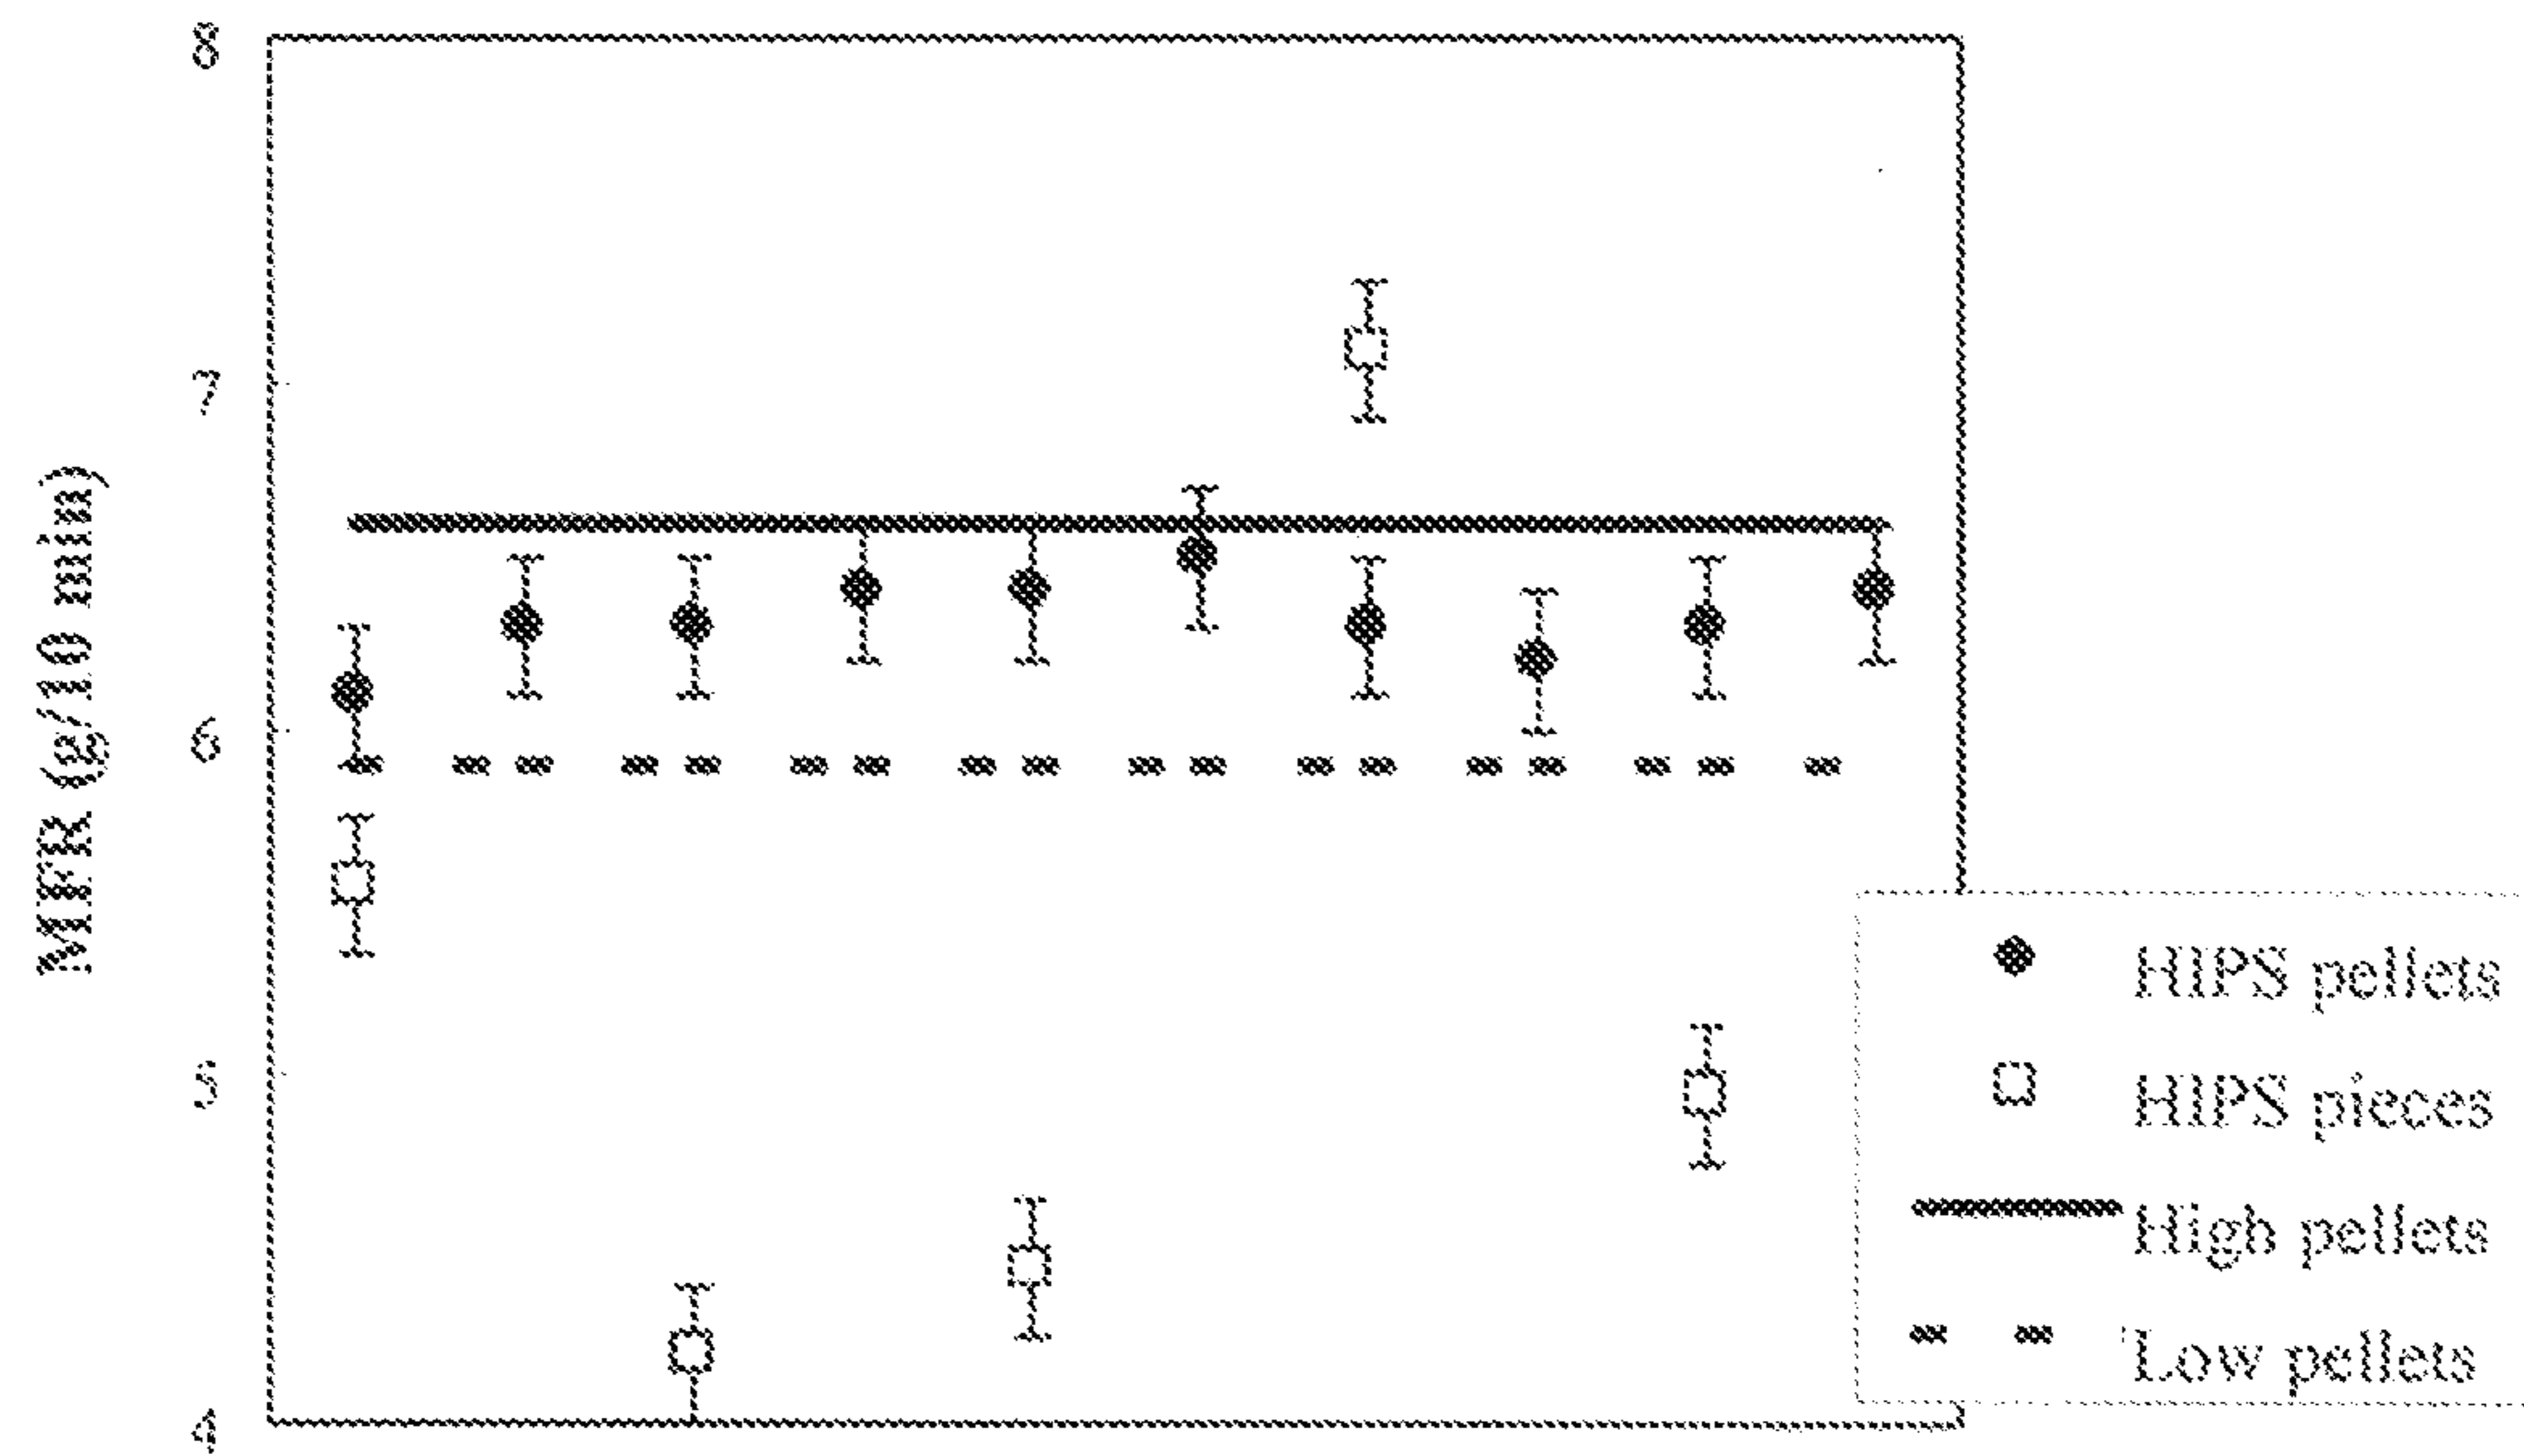 8
7
6
5
4
MFR (g/10 min)
HIPS pellets
HIPS pieces
High pellets
Low pellets